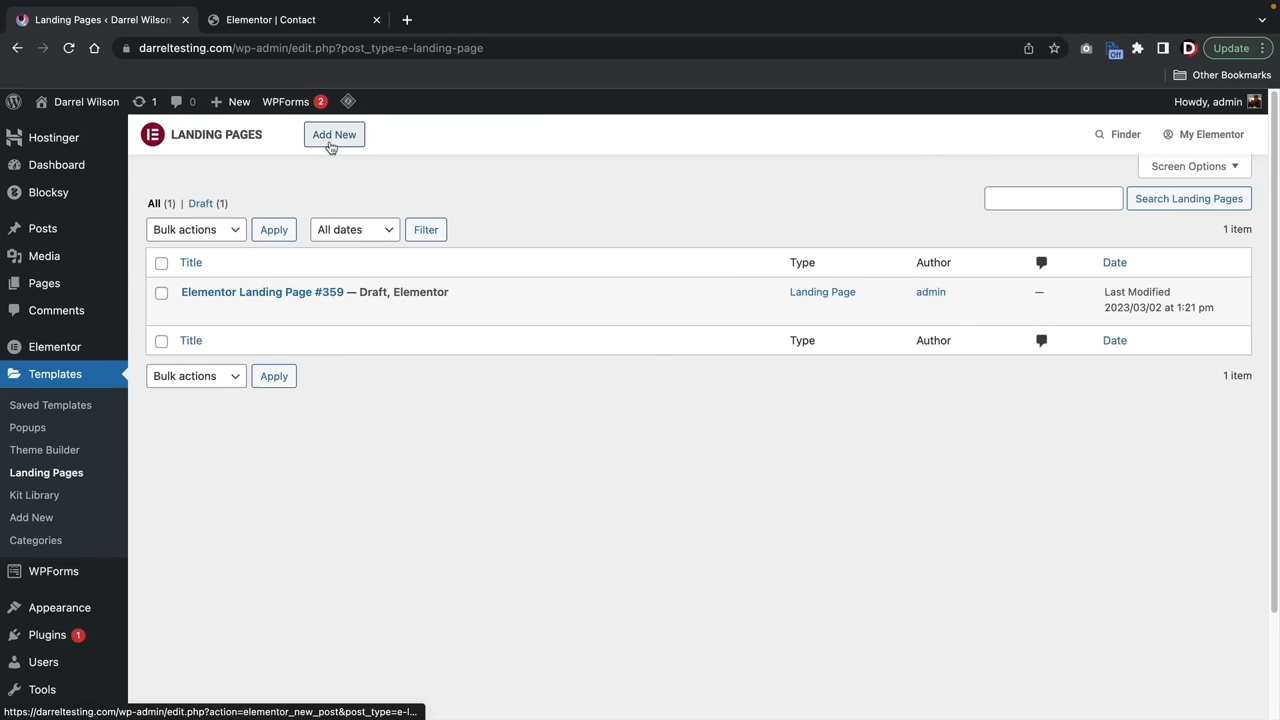 Landing Pages ‹ Darrel Wilson
Elementor | Contact
darreltesting.com/wp-admin/edit.php?post_type=e-landing-page
Off
D
Update
Other Bookmarks
Darrel Wilson
1
0
New
WPForms 2
Howdy, admin
Hostinger
Dashboard
Blocksy
Posts
Media
Pages
Comments
Elementor
Templates
Saved Templates
Popups
Theme Builder
Landing Pages
Kit Library
Add New
Categories
WPForms
Appearance
Plugins 1
Users
Tools
LANDING PAGES
Add New
Finder
My Elementor
Screen Options
All (1) | Draft (1)
Search Landing Pages
Bulk actions
Apply
All dates
Filter
1 item
Title Type Author Date
Elementor Landing Page #359 — Draft, Elementor Landing Page admin — Last Modified
2023/03/02 at 1:21 pm
Title Type Author Date
Bulk actions
Apply
1 item
https://darreltesting.com/wp-admin/edit.php?action=elementor_new_post&post_type=e-l...